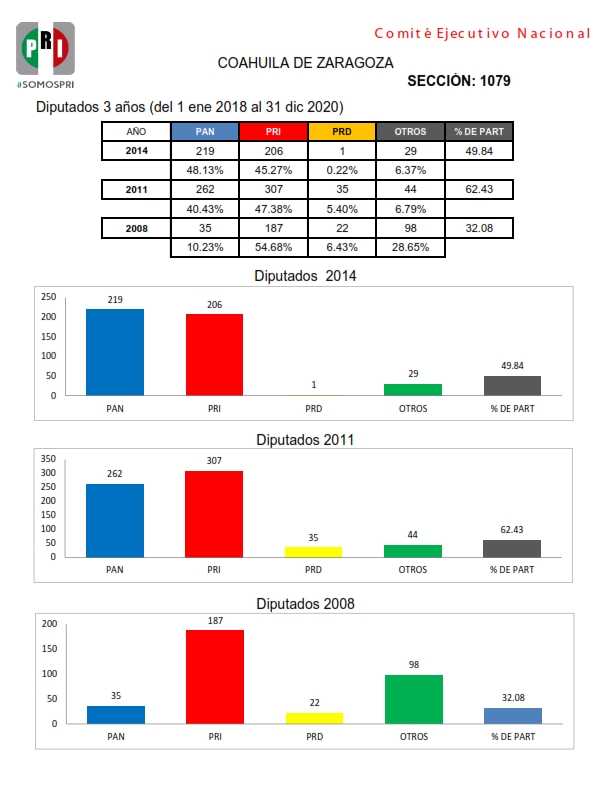 Comité Ejecutivo Nacional
PRI
#SOMOSPRI
COAHUILA DE ZARAGOZA
SECCIÓN: 1079
Diputados 3 años (del 1 ene 2018 al 31 dic 2020)
AÑO PAN PRI PRD OTROS % DE PART
2014 219 206 1 29 49.84
48.13% 45.27% 0.22% 6.37%
2011 262 307 35 44 62.43
40.43% 47.38% 5.40% 6.79%
2008 35 187 22 98 32.08
10.23% 54.68% 6.43% 28.65%
Diputados 2014
250
200
150
100
50
0
219 206 1 29 49.84
PAN PRI PRD OTROS % DE PART
Diputados 2011
350
300
250
200
150
100
50
0
262 307 35 44 62.43
PAN PRI PRD OTROS % DE PART
Diputados 2008
200
150
100
50
0
35 187 22 98 32.08
PAN PRI PRD OTROS % DE PART